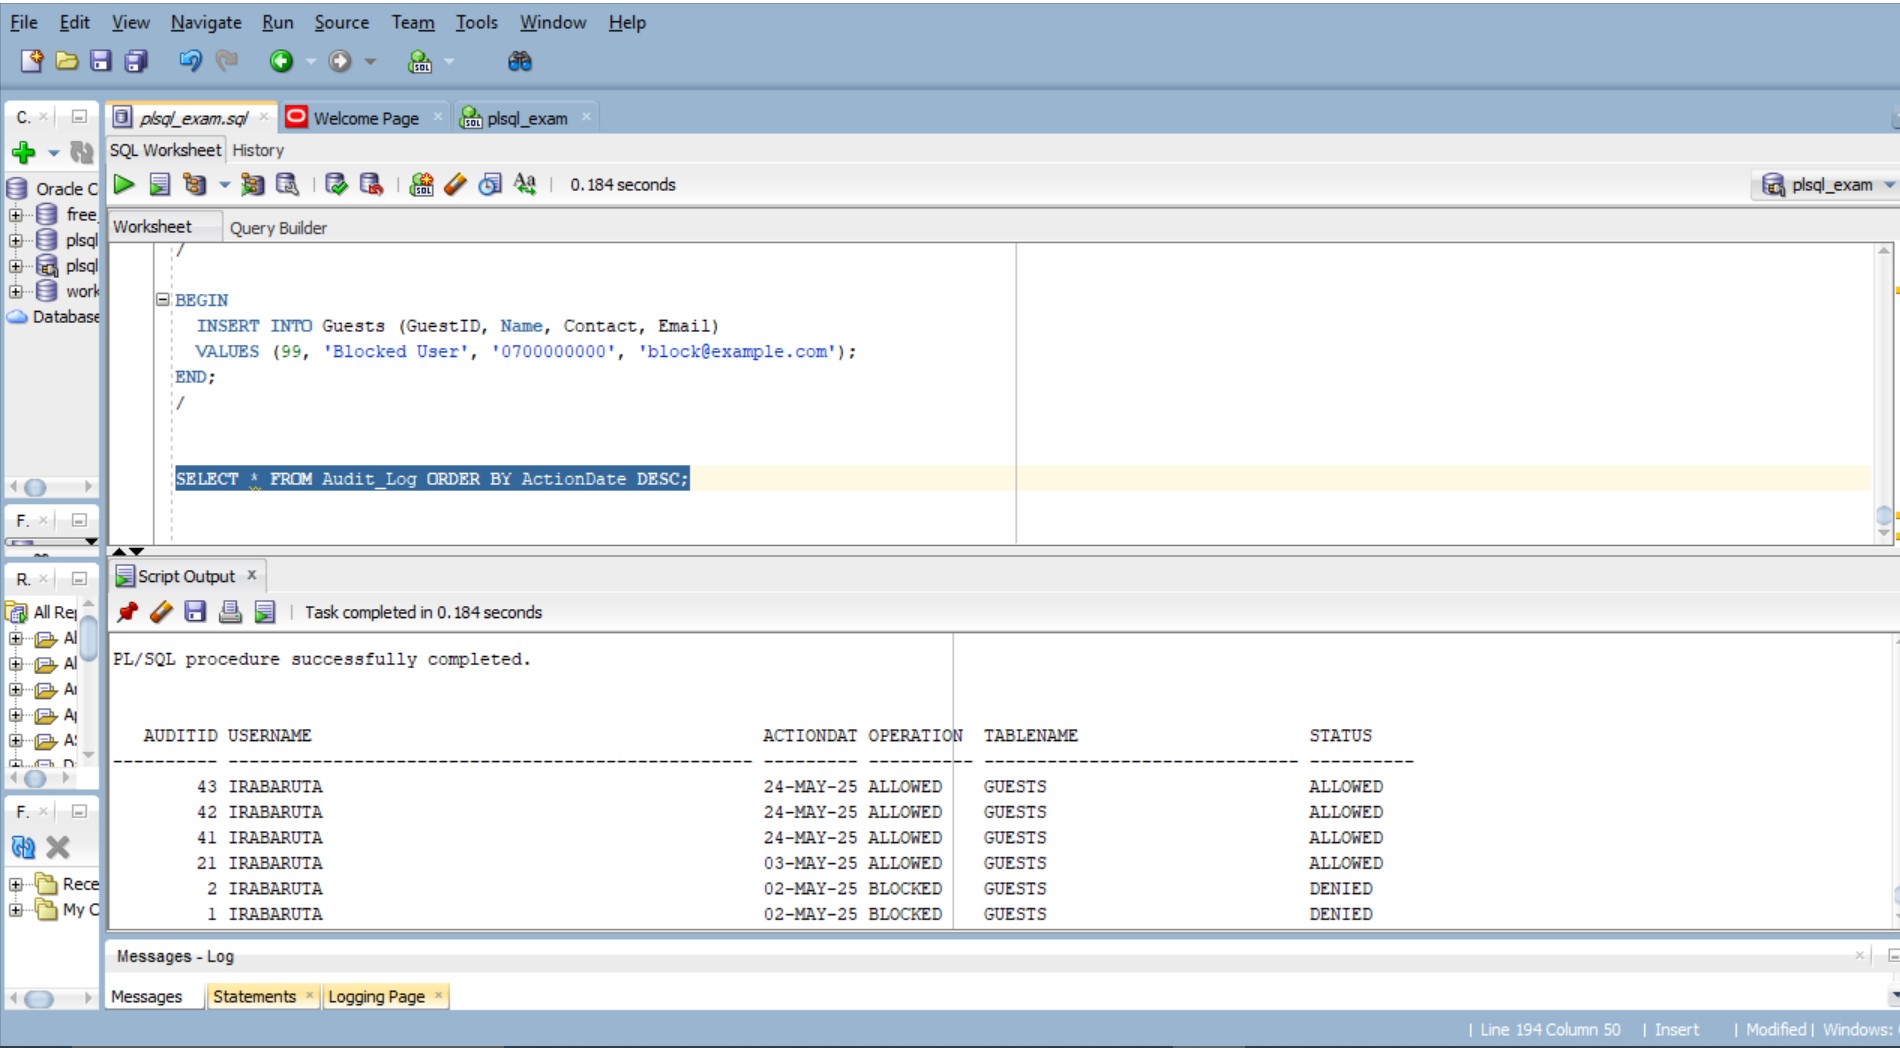 File Edit View Navigate Run Source Team Tools Window Help
C. plsql_exam.sql Welcome Page plsql_exam
SQL Worksheet History
0.184 seconds plsql_exam
Worksheet Query Builder
Oracle C
free_
plsql
plsql
work
Database
/
BEGIN
INSERT INTO Guests (GuestID, Name, Contact, Email)
VALUES (99, 'Blocked User', '0700000000', 'block@example.com');
END;
/
SELECT * FROM Audit_Log ORDER BY ActionDate DESC;
F.
R.
All Rep
Al
Al
An
Ap
AS
D
F.
Rece
My C
Script Output
Task completed in 0.184 seconds
PL/SQL procedure successfully completed.
AUDITID USERNAME ACTIONDAT OPERATION TABLENAME STATUS
---------- -------------------------------------------------- --------- ---------- ------------------------------ ----------
43 IRABARUTA 24-MAY-25 ALLOWED GUESTS ALLOWED
42 IRABARUTA 24-MAY-25 ALLOWED GUESTS ALLOWED
41 IRABARUTA 24-MAY-25 ALLOWED GUESTS ALLOWED
21 IRABARUTA 03-MAY-25 ALLOWED GUESTS ALLOWED
2 IRABARUTA 02-MAY-25 BLOCKED GUESTS DENIED
1 IRABARUTA 02-MAY-25 BLOCKED GUESTS DENIED
Messages - Log
Messages Statements Logging Page
| Line 194 Column 50 | Insert | Modified | Windows: